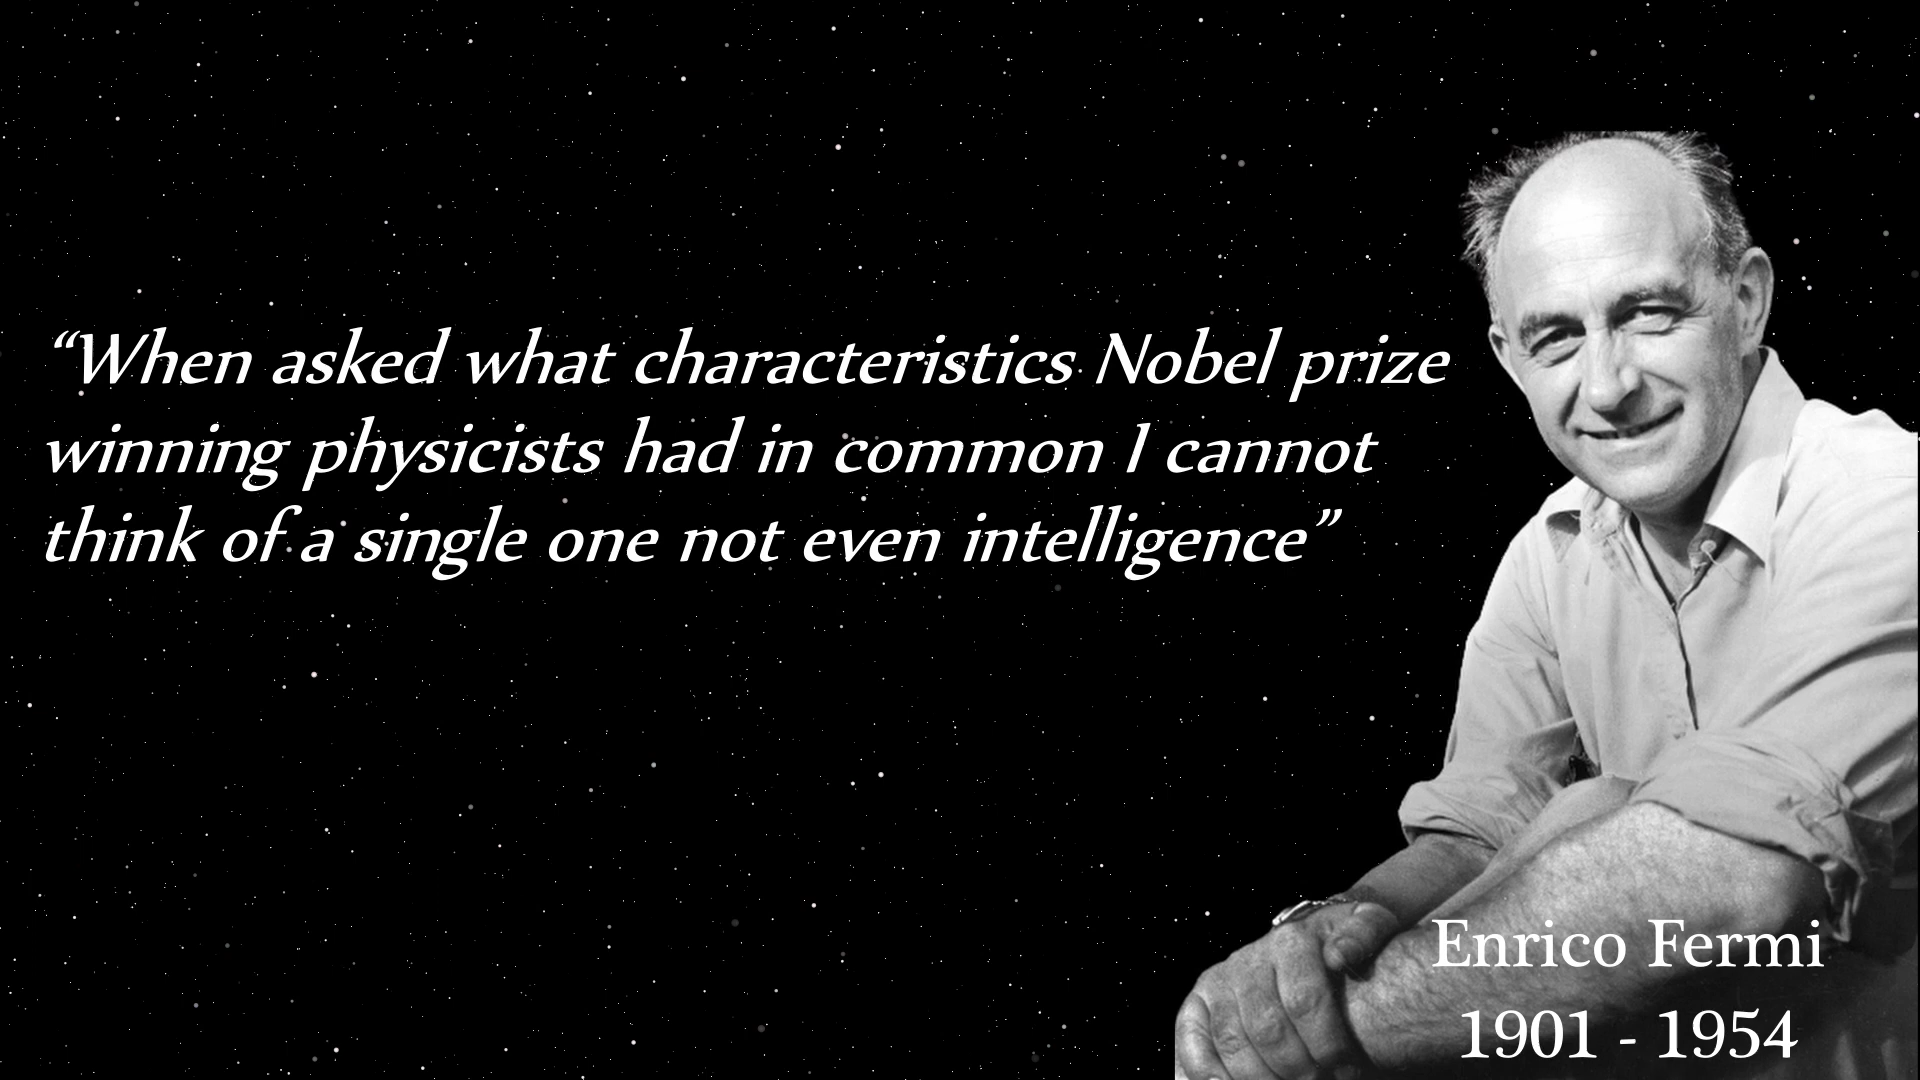 “When asked what characteristics Nobel prize
winning physicists had in common I cannot
think of a single one not even intelligence”
Enrico Fermi
1901 - 1954